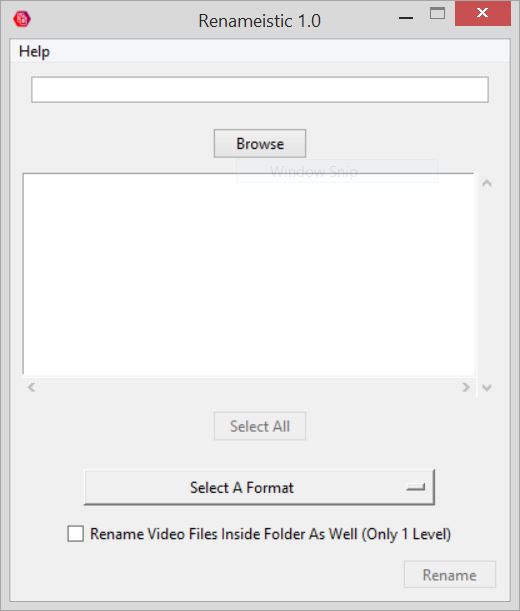 Renameistic 1.0
Help
Browse
Window Snip
Select All
Select A Format
Rename Video Files Inside Folder As Well (Only 1 Level)
Rename